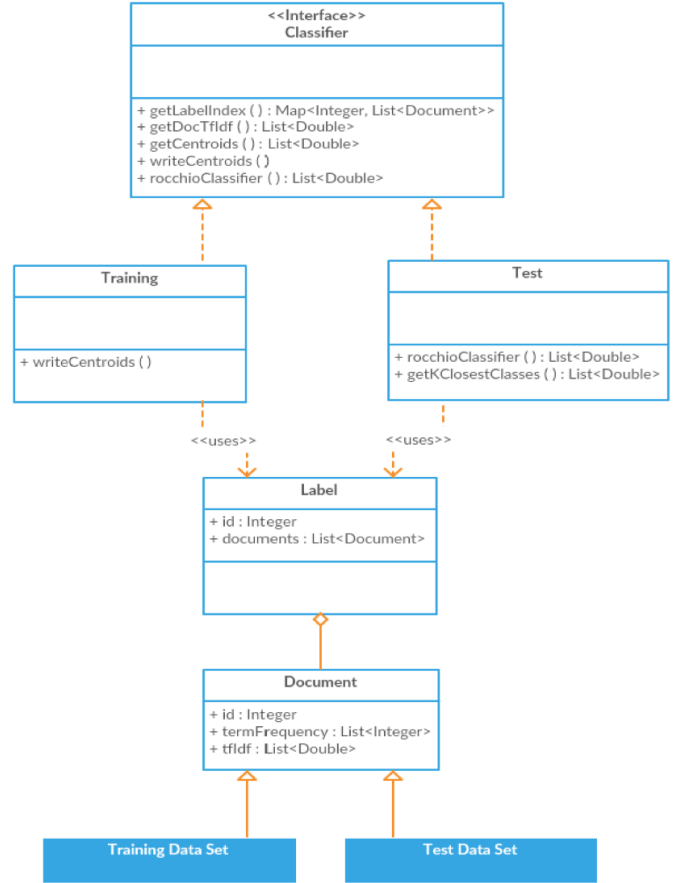 <<Interface>>
Classifier
+ getLabelIndex ( ) : Map<Integer, List<Document>>
+ getDocTfIdf ( ) : List<Double>
+ getCentroids ( ) : List<Double>
+ writeCentroids ( )
+ rocchioClassifier ( ) : List<Double>
Training
+ writeCentroids ( )
Test
+ rocchioClassifier ( ) : List<Double>
+ getKClosestClasses ( ) : List<Double>
<<uses>>
<<uses>>
Label
+ id : Integer
+ documents : List<Document>
Document
+ id : Integer
+ termFrequency : List<Integer>
+ tfIdf : List<Double>
Training Data Set
Test Data Set